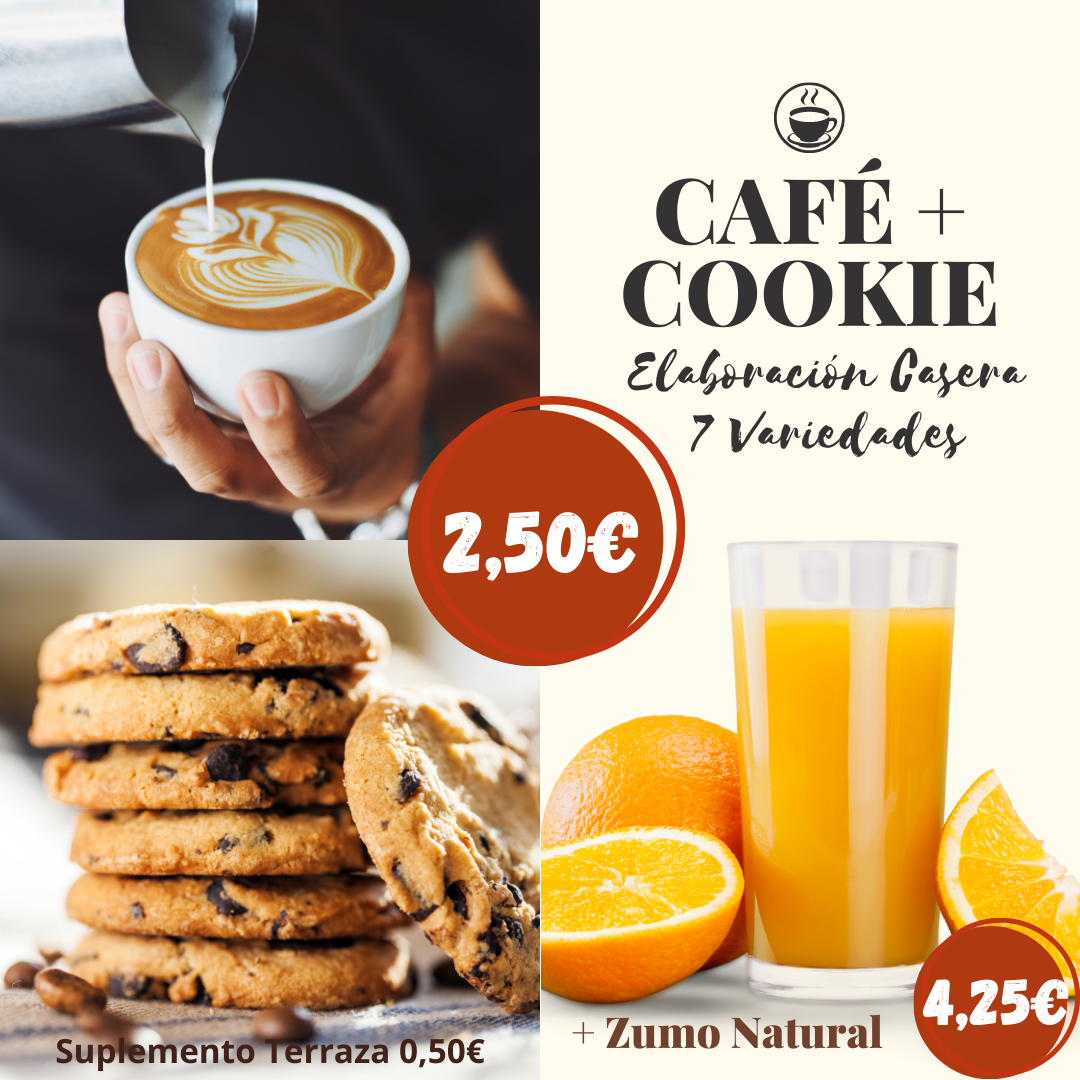 CAFÉ +
COOKIE
Elaboración Casera
7 Variedades
2,50€
+ Zumo Natural
4,25€
Suplemento Terraza 0,50€